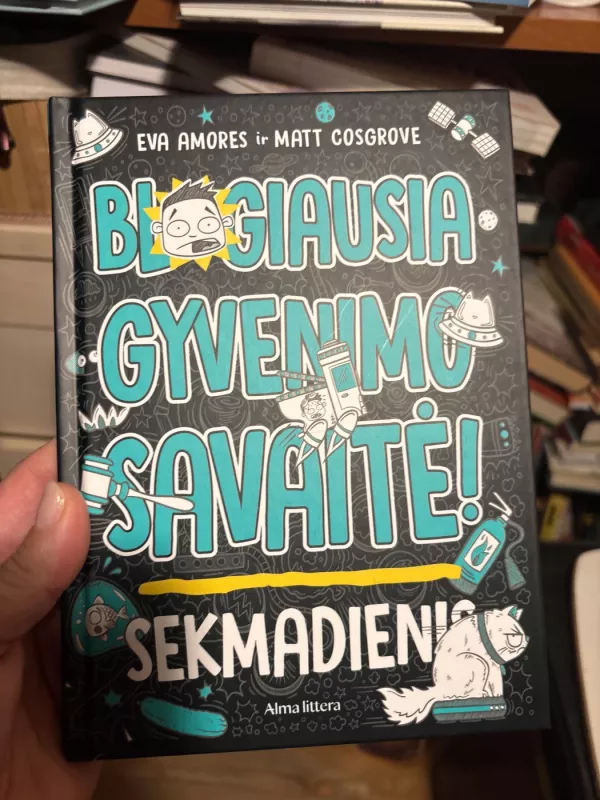 EVA AMORES ir MATT COSGROVE
BLOGIAUSIA
GYVENIMO
SAVAITĖ!
SEKMADIENIS
Alma littera